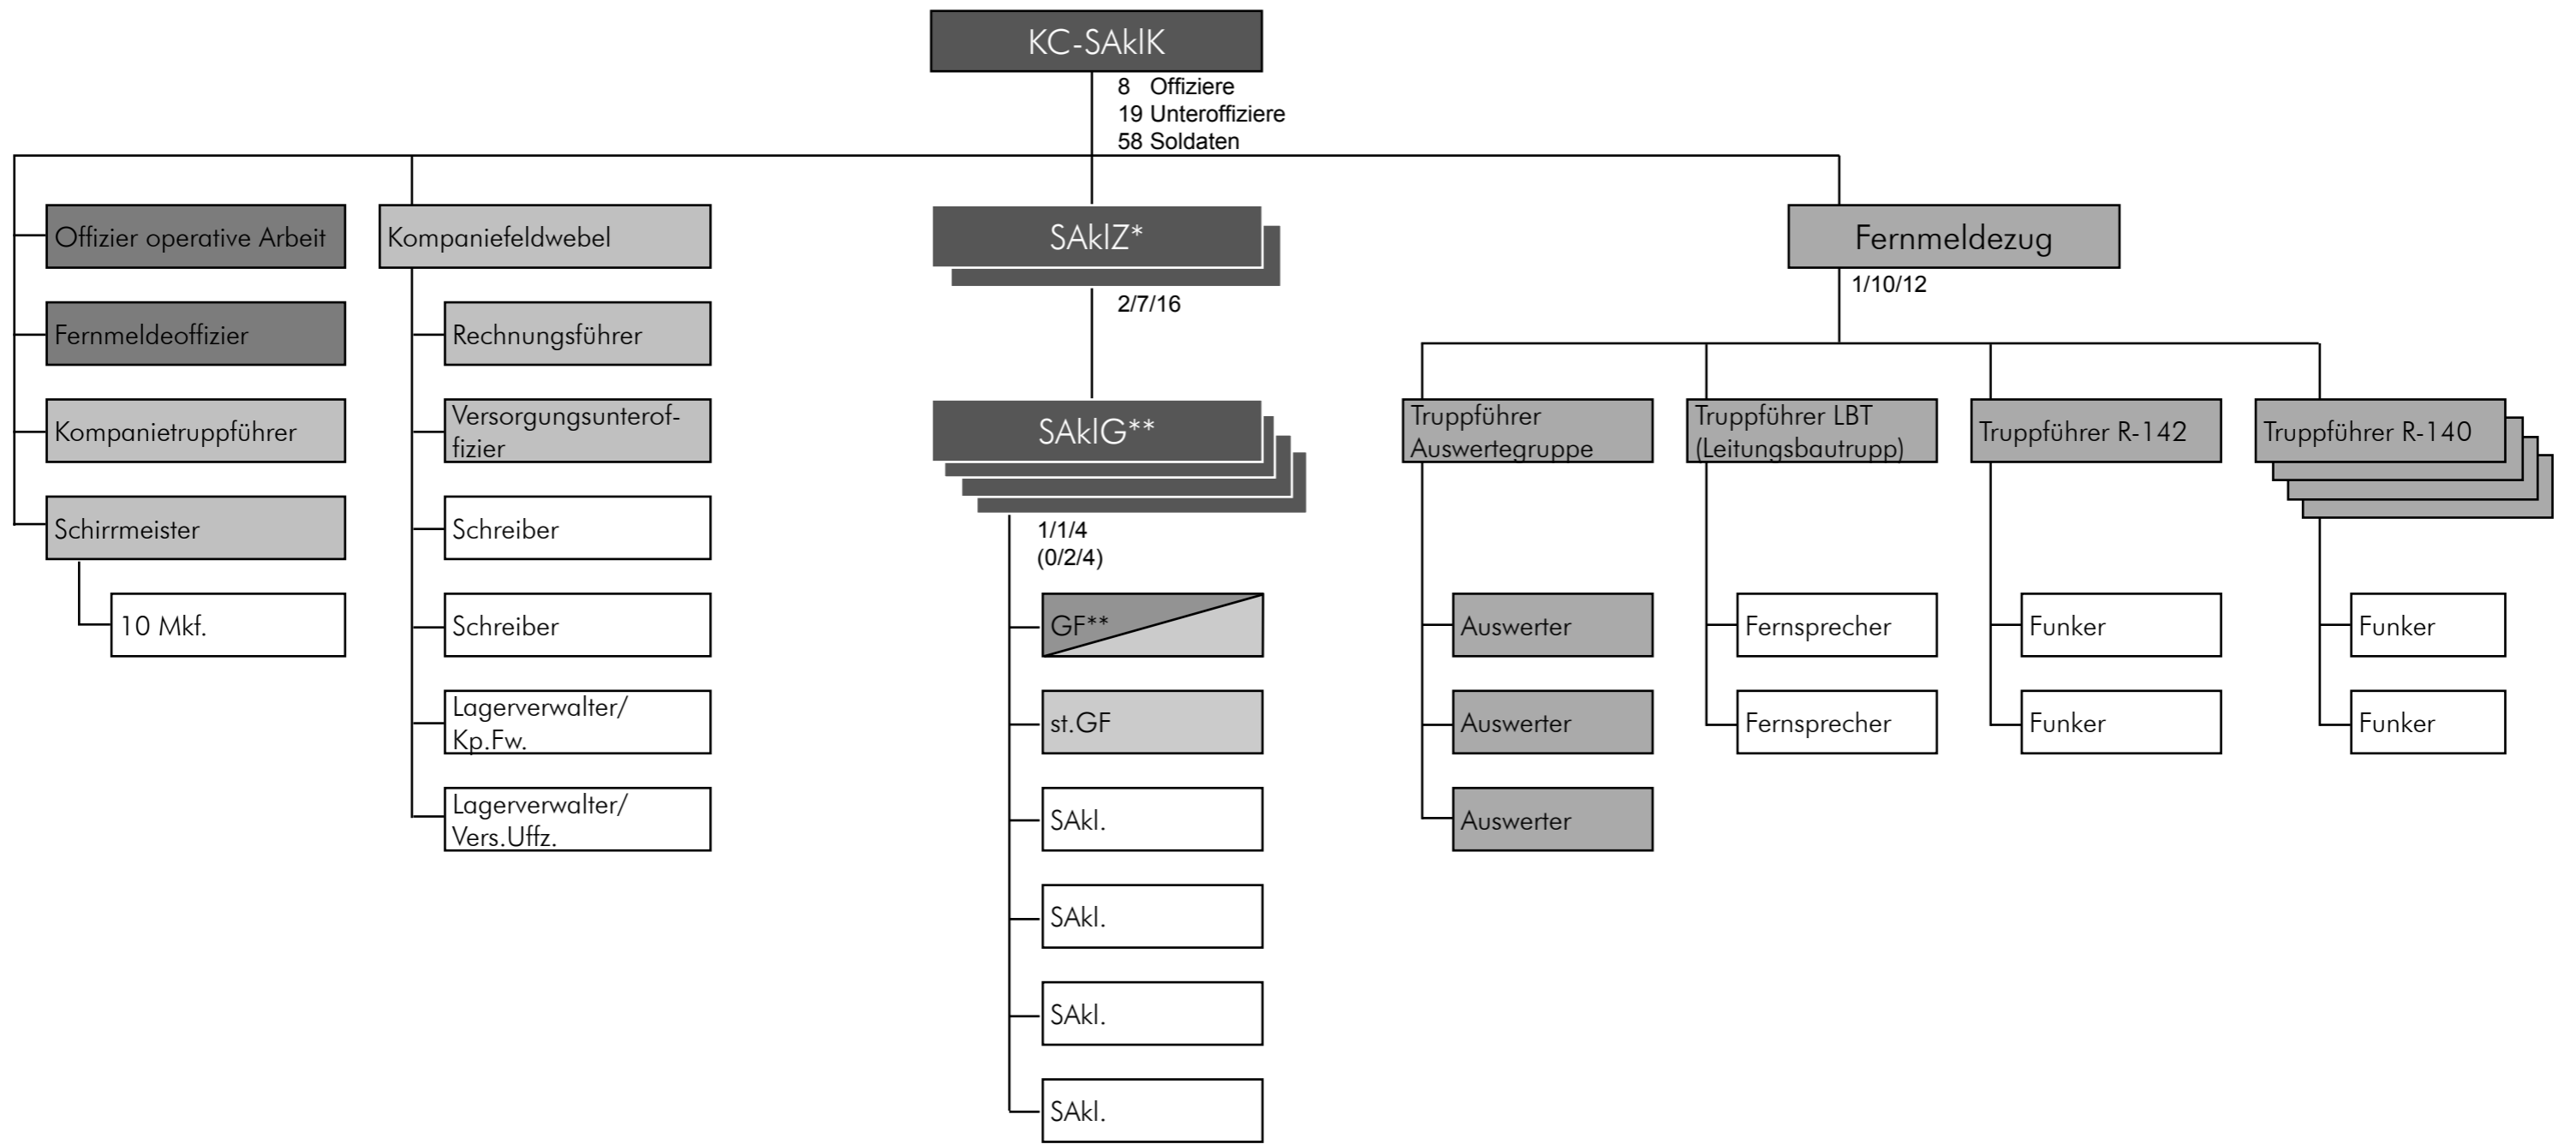 KC-SAklK
8 Offiziere
19 Unteroffiziere
58 Soldaten
Offizier operative Arbeit
Fernmeldeoffizier
Kompanietruppführer
Schirrmeister
10 Mkf.
Kompaniefeldwebel
Rechnungsführer
Versorgungsunterof-
fizier
Schreiber
Schreiber
Lagerverwalter/
Kp.Fw.
Lagerverwalter/
Vers.Uffz.
SAklZ*
2/7/16
SAklG**
1/1/4
(0/2/4)
GF**
st.GF
SAkl.
SAkl.
SAkl.
SAkl.
Fernmeldezug
1/10/12
Truppführer
Auswertegruppe
Auswerter
Auswerter
Auswerter
Truppführer LBT
(Leitungsbautrupp)
Fernsprecher
Fernsprecher
Truppführer R-142
Funker
Funker
Truppführer R-140
Funker
Funker